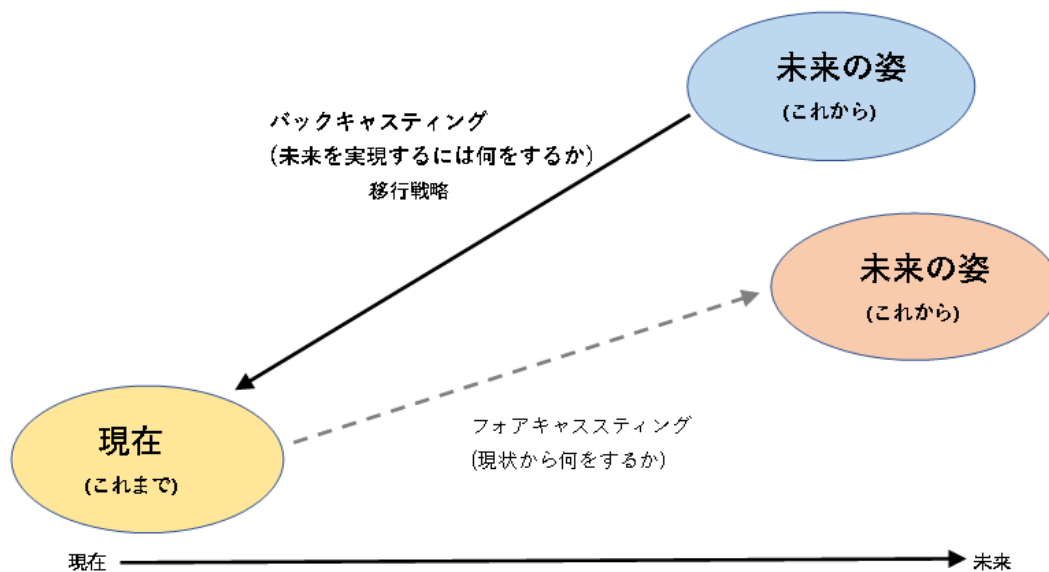 未来の姿
(これから)
バックキャスティング
(未来を実現するには何をするか)
移行戦略
未来の姿
(これから)
現在
(これまで)
フォアキャススティング
(現状から何をするか)
現在
未来